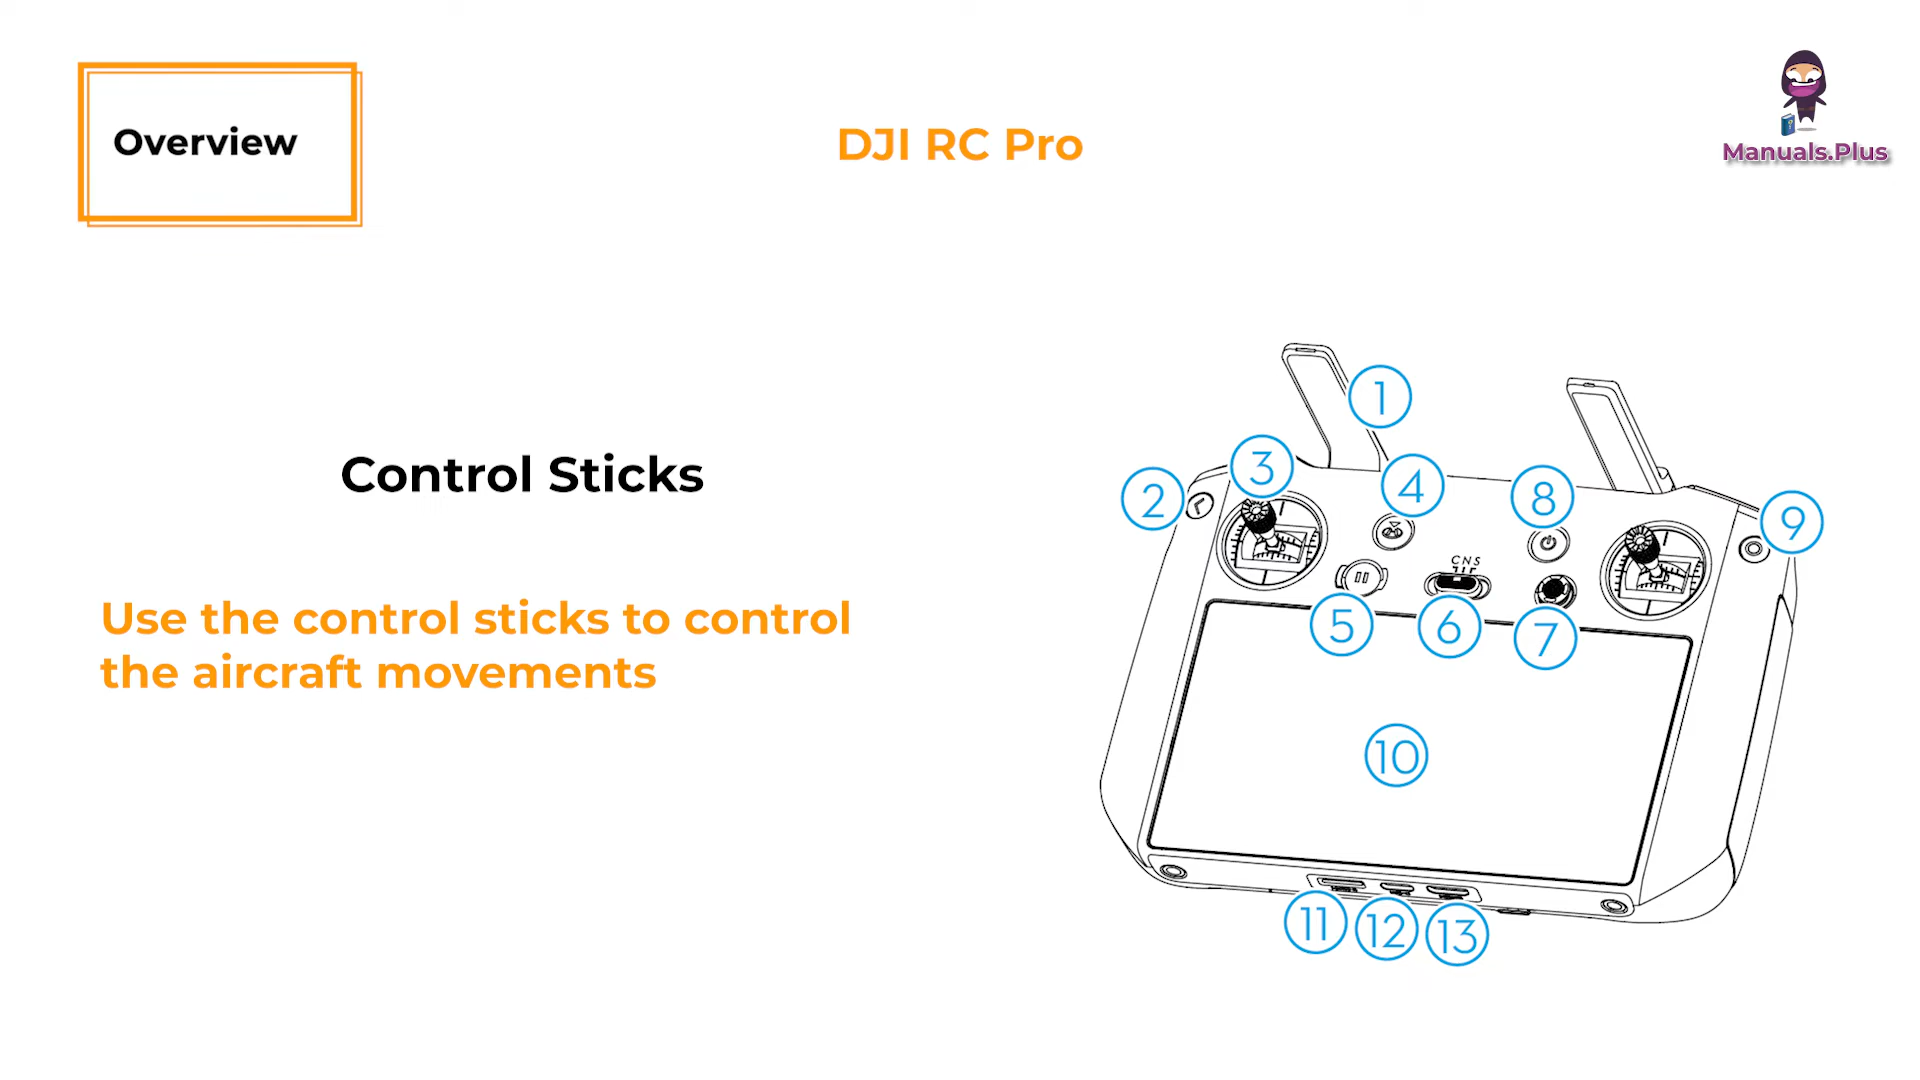 Overview
DJI RC Pro
Manuals.Plus
Control Sticks
Use the control sticks to control
the aircraft movements
1
2
3
4
8
9
CNS
5
6
7
10
11
12
13